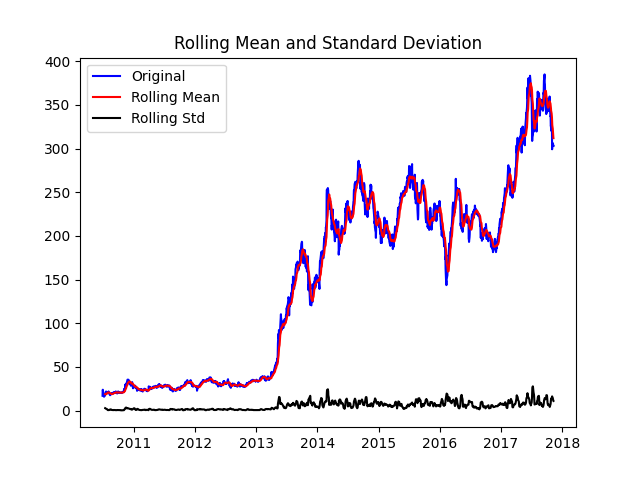 Rolling Mean and Standard Deviation
400
350
300
250
200
150
100
50
0
Original
Rolling Mean
Rolling Std
2011 2012 2013 2014 2015 2016 2017 2018